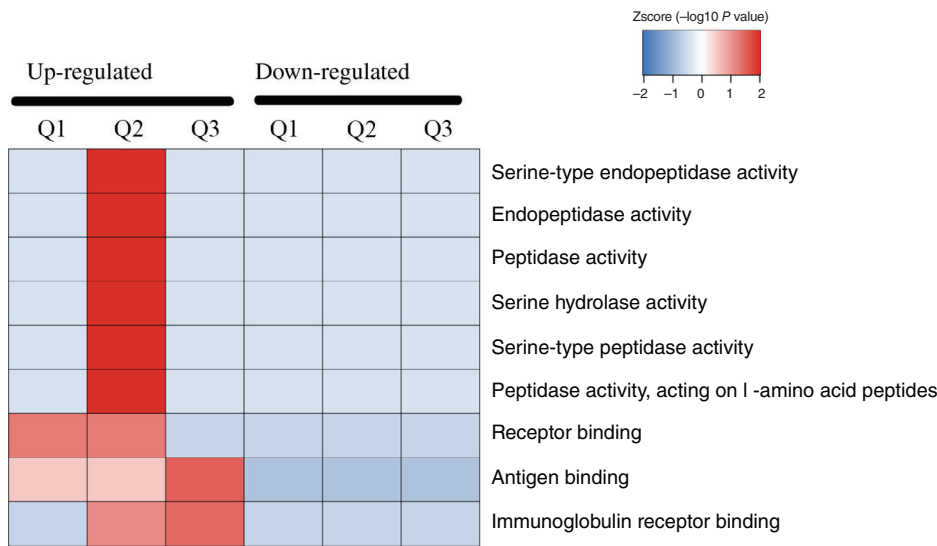 Zscore (–log10 P value)
–2 –1 0 1 2
Up-regulated Down-regulated
Q1 Q2 Q3 Q1 Q2 Q3
Serine-type endopeptidase activity
Endopeptidase activity
Peptidase activity
Serine hydrolase activity
Serine-type peptidase activity
Peptidase activity, acting on l -amino acid peptides
Receptor binding
Antigen binding
Immunoglobulin receptor binding